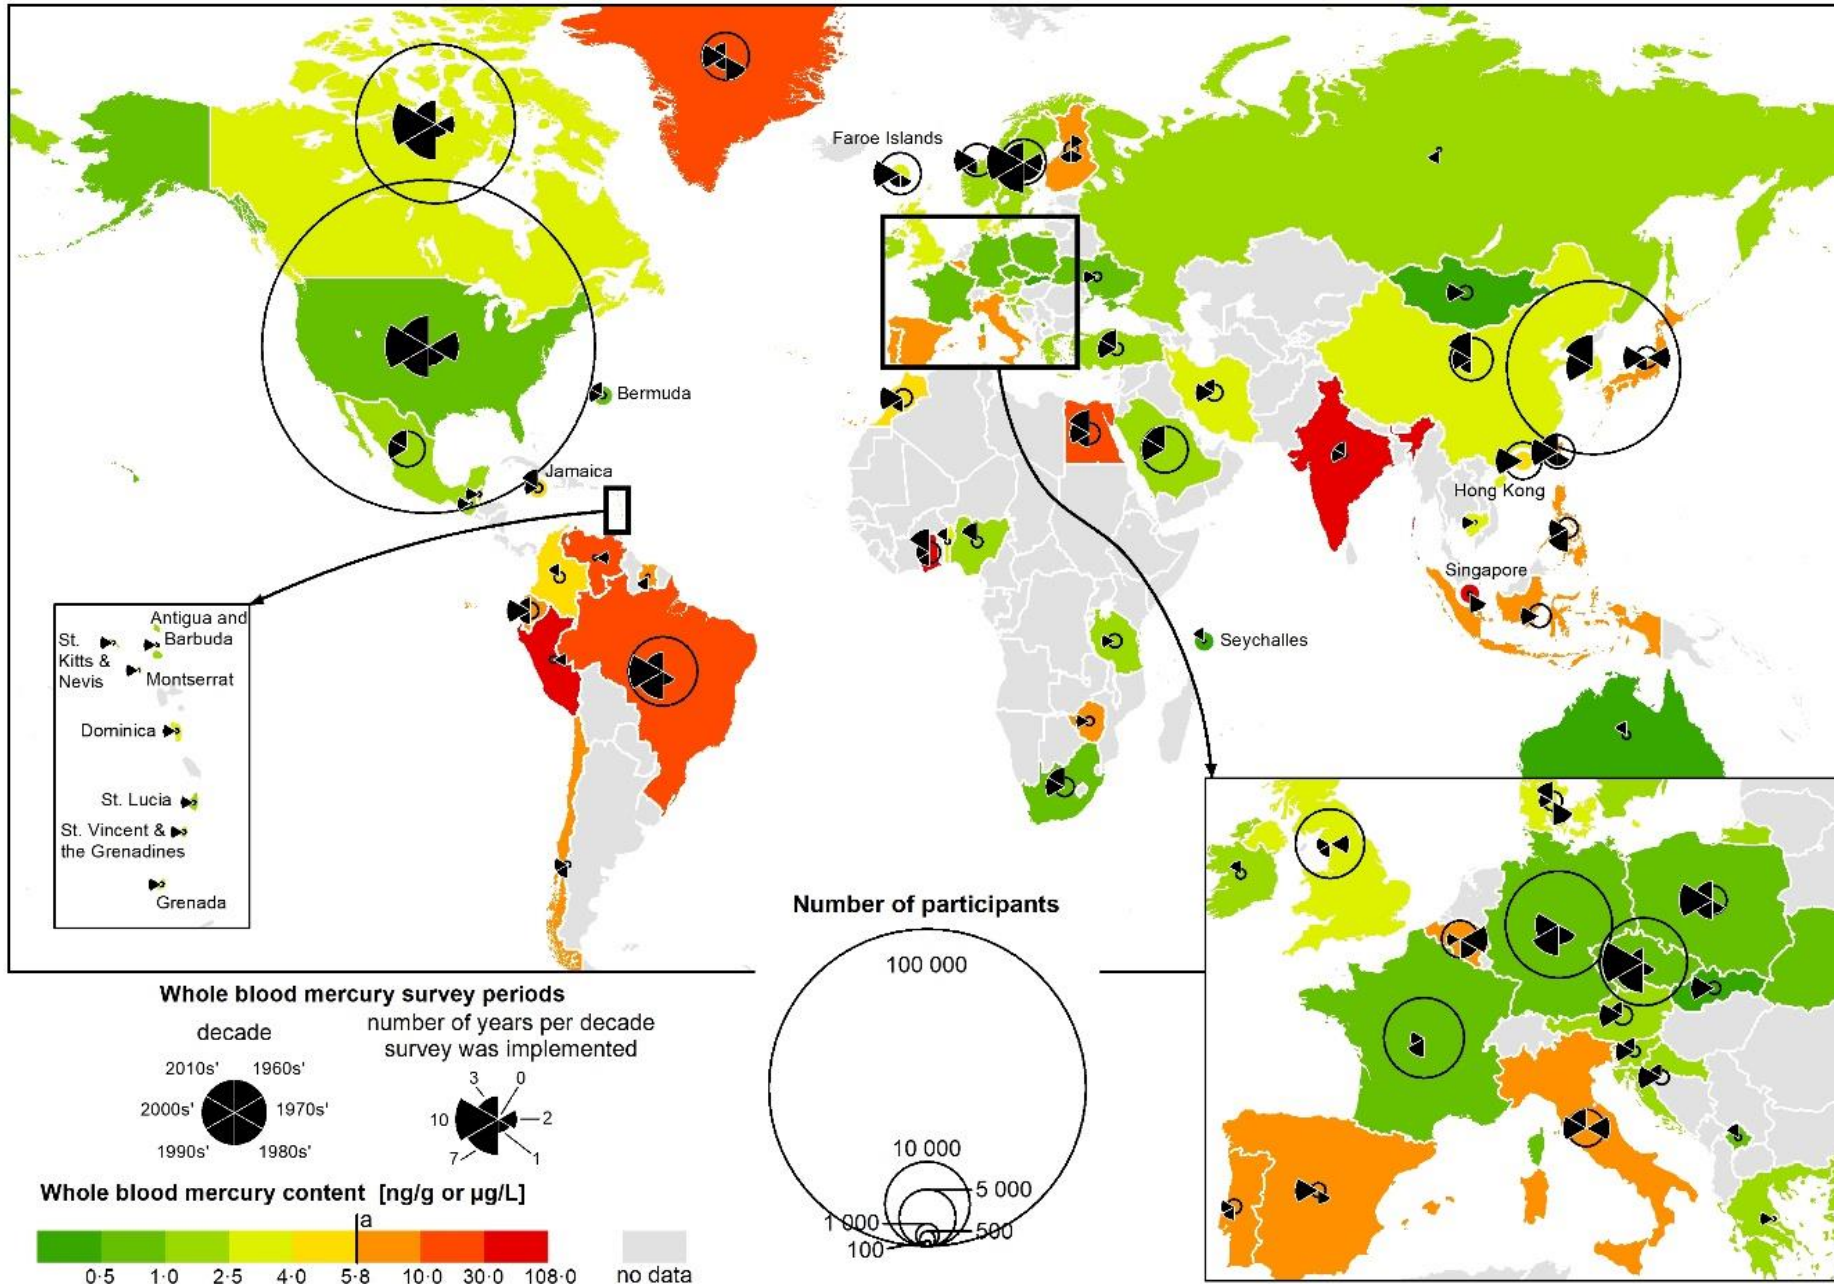 Faroe Islands
Bermuda
Jamaica
Hong Kong
Singapore
Seychalles
Antigua and
Barbuda
St.
Kitts &
Nevis
Montserrat
Dominica
St. Lucia
St. Vincent &
the Grenadines
Grenada
Number of participants
100 000
10 000
5 000
1 000
500
100
Whole blood mercury survey periods
decade
2010s' 1960s'
2000s' 1970s'
1990s' 1980s'
number of years per decade
survey was implemented
3 0
10 2
7 1
Whole blood mercury content [ng/g or µg/L]
a
0·5 1·0 2·5 4·0 5·8 10·0 30·0 108·0
no data